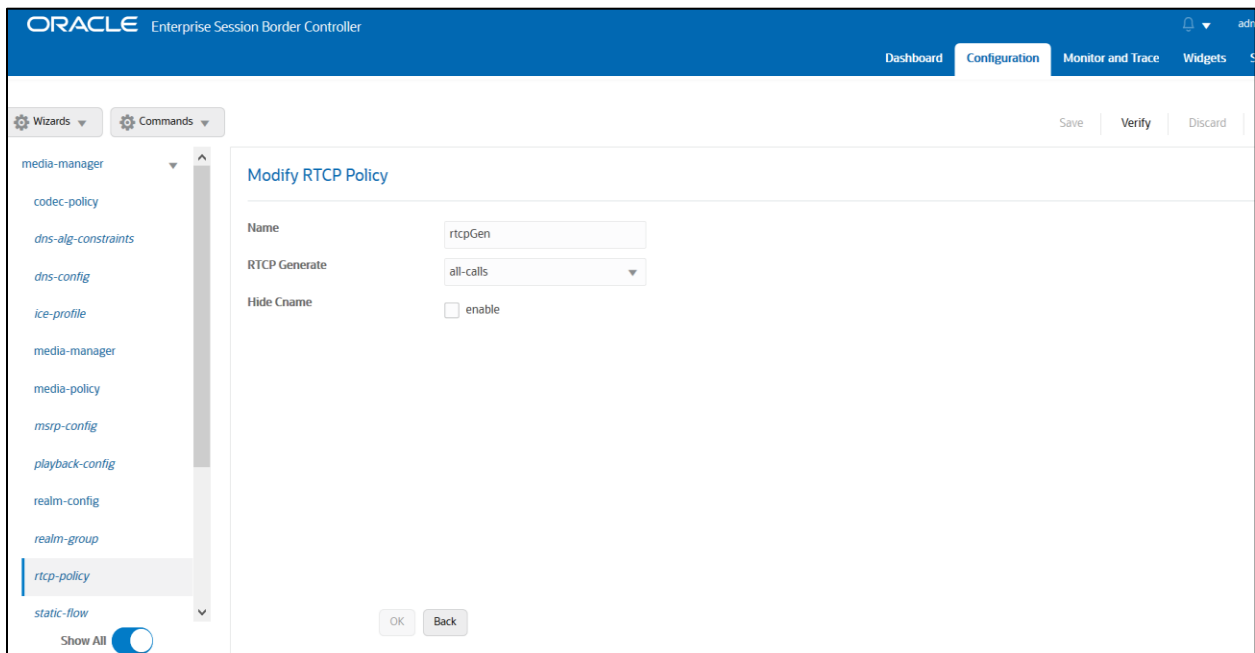 ORACLE Enterprise Session Border Controller
Dashboard Configuration Monitor and Trace Widgets
Wizards Commands
Save Verify Discard
media-manager
codec-policy
dns-alg-constraints
dns-config
ice-profile
media-manager
media-policy
msrp-config
playback-config
realm-config
realm-group
rtcp-policy
static-flow
Show All
Modify RTCP Policy
Name rtcpGen
RTCP Generate all-calls
Hide Cname enable
OK Back